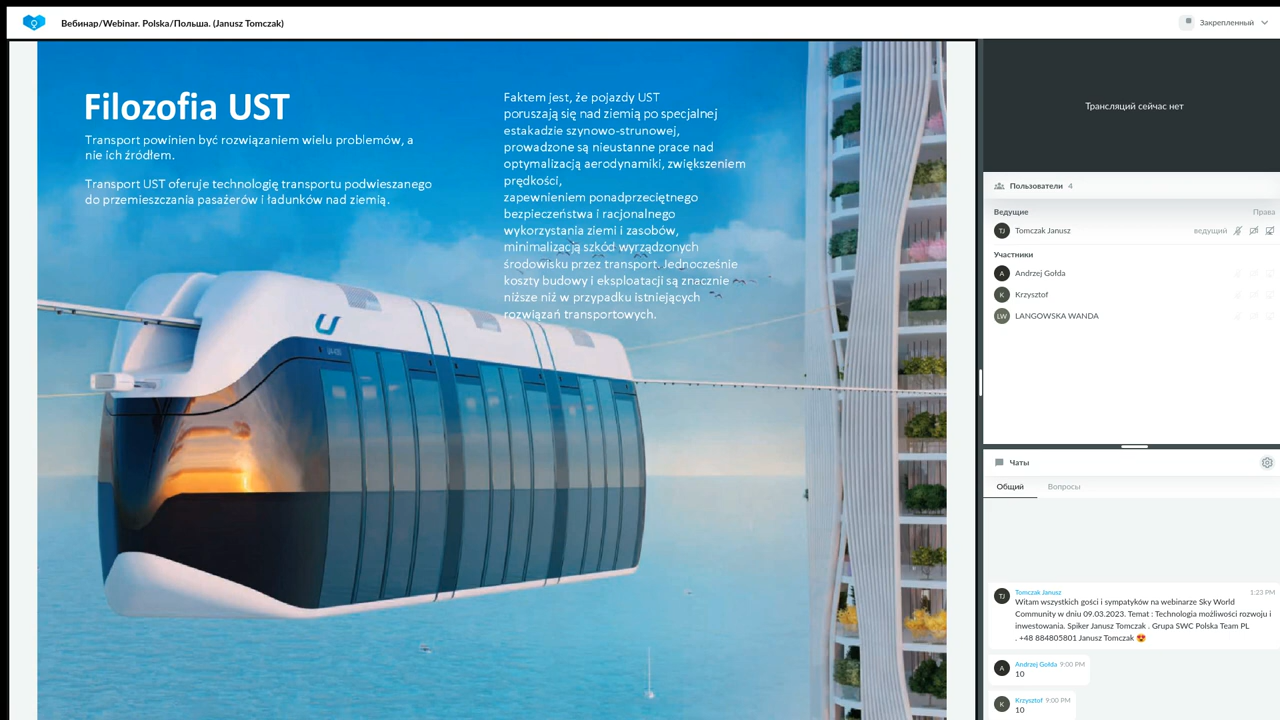 Вебинар/Webinar. Polska/Польша. (Janusz Tomczak)
Закрепленный
Filozofia UST
Transport powinien być rozwiązaniem wielu problemów, a
nie ich źródłem.
Transport UST oferuje technologię transportu podwieszanego
do przemieszczania pasażerów i ładunków nad ziemią.
Faktem jest, że pojazdy UST
poruszają się nad ziemią po specjalnej
estakadzie szynowo-strunowej,
prowadzone są nieustanne prace nad
optymalizacją aerodynamiki, zwiększeniem
prędkości,
zapewnieniem ponadprzeciętnego
bezpieczeństwa i racjonalnego
wykorzystania ziemi i zasobów,
minimalizacją szkód wyrządzonych
środowisku przez transport. Jednocześnie
koszty budowy i eksploatacji są znacznie
niższe niż w przypadku istniejących
rozwiązań transportowych.
Трансляций сейчас нет
Пользователи 4
Ведущие Права
TJ Tomczak Janusz ведущий
Участники
A Andrzej Gołda
K Krzysztof
LW LANGOWSKA WANDA
Чаты
Общий Вопросы
TJ Tomczak Janusz 1:23 PM
Witam wszystkich gości i sympatyków na webinarze Sky World
Community w dniu 09.03.2023. Temat : Technologia możliwości rozwoju i
inwestowania. Spiker Janusz Tomczak . Grupa SWC Polska Team PL
. +48 884805801 Janusz Tomczak 😍
A Andrzej Gołda 9:00 PM
10
K Krzysztof 9:00 PM
10